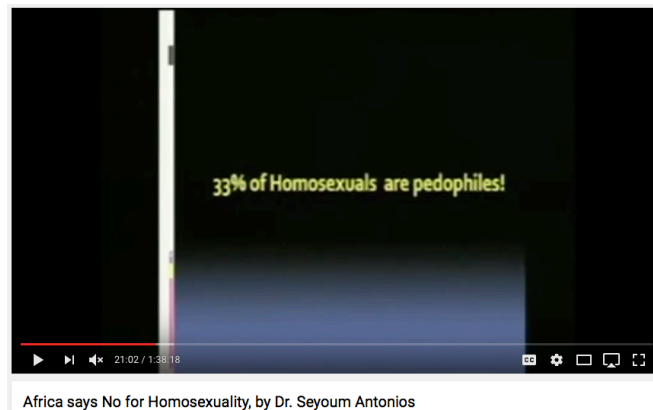 33% of Homosexuals are pedophiles!
21:02 / 1:38:18
CC
Africa says No for Homosexuality, by Dr. Seyoum Antonios